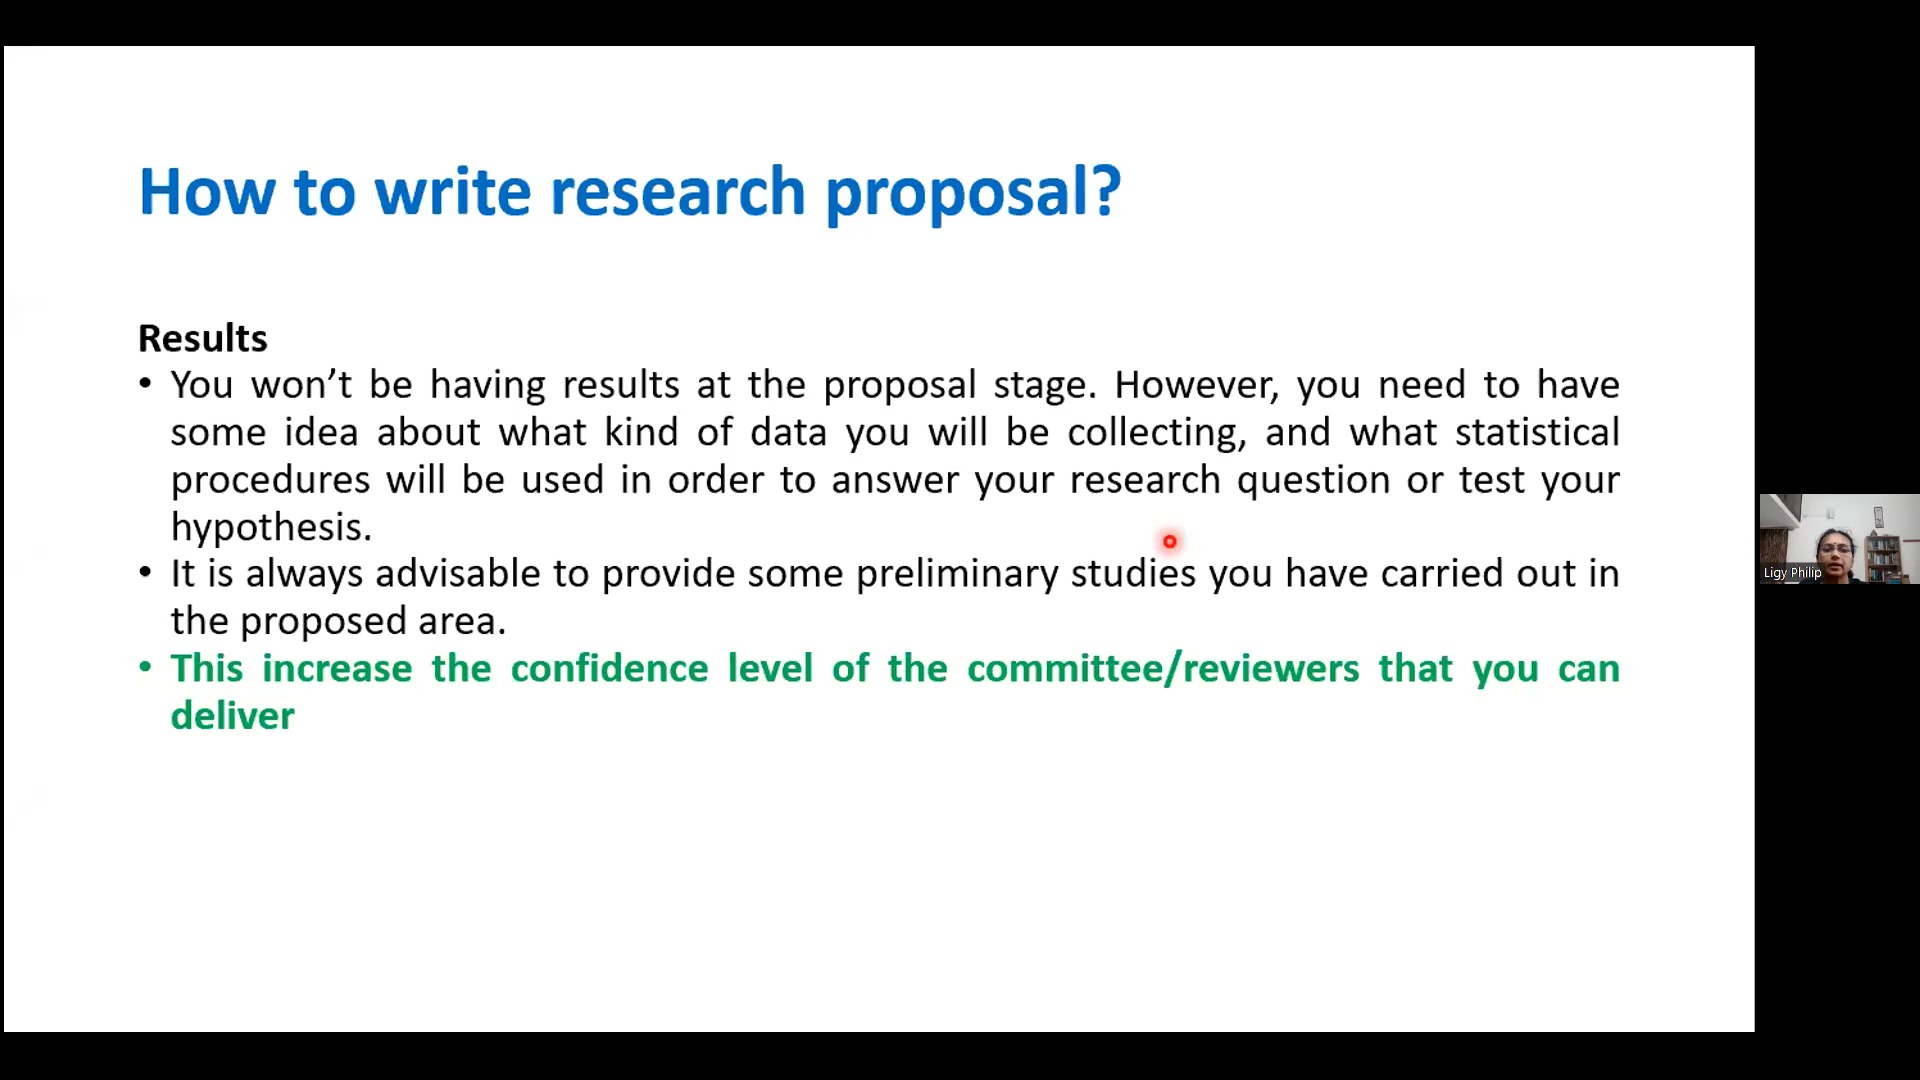 How to write research proposal?
Results
• You won’t be having results at the proposal stage. However, you need to have
some idea about what kind of data you will be collecting, and what statistical
procedures will be used in order to answer your research question or test your
hypothesis.
• It is always advisable to provide some preliminary studies you have carried out in
the proposed area.
• This increase the confidence level of the committee/reviewers that you can
deliver
Ligy Philip